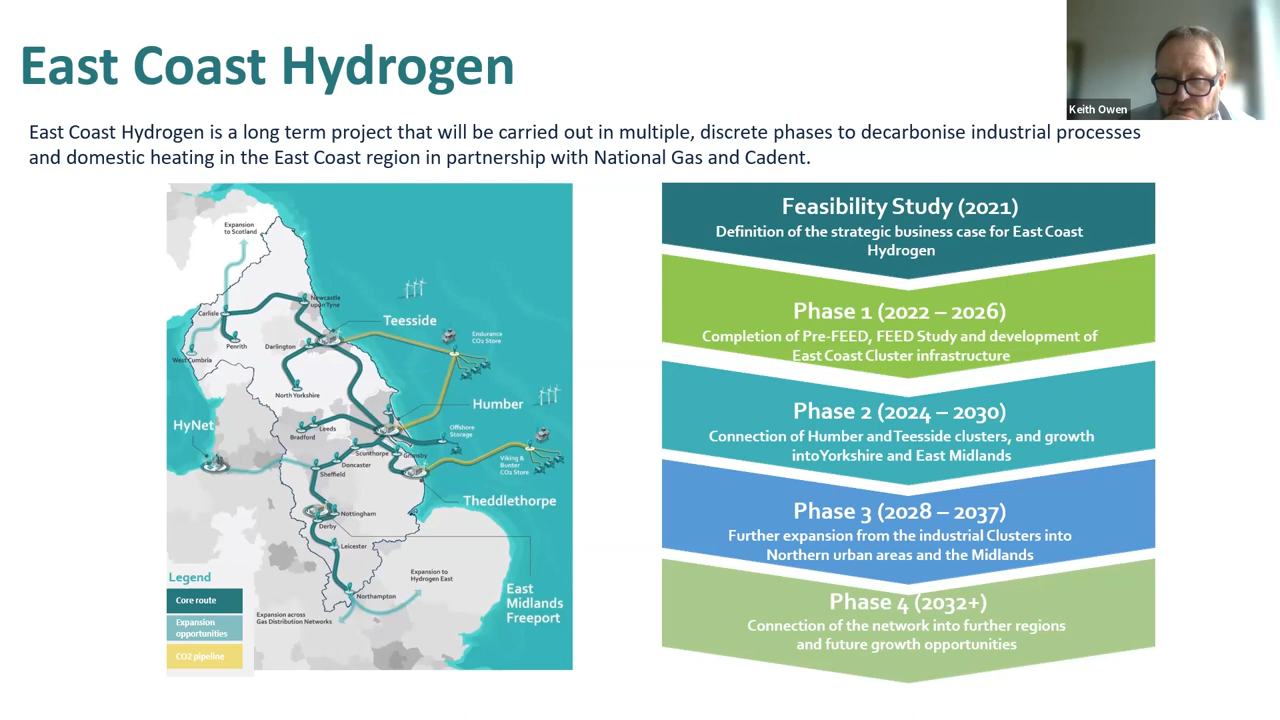 East Coast Hydrogen
Keith Owen
East Coast Hydrogen is a long term project that will be carried out in multiple, discrete phases to decarbonise industrial processes
and domestic heating in the East Coast region in partnership with National Gas and Cadent.
Expansion
to Scotland
Newcastle
upon Tyne
Carlisle
Teesside
Penrith
Darlington
Endurance
CO2 Store
West Cumbria
North Yorkshire
Humber
HyNet
Leeds
Bradford
Offshore
Storage
Scunthorpe
Grimsby
Doncaster
Sheffield
Viking &
Bunter
CO2 Store
Theddlethorpe
Nottingham
Derby
Leicester
Expansion to
Hydrogen East
Northampton
East
Midlands
Freeport
Expansion across
Gas Distribution Networks
Legend
Core route
Expansion
opportunities
CO2 pipeline
Feasibility Study (2021)
Definition of the strategic business case for East Coast
Hydrogen
Phase 1 (2022 – 2026)
Completion of Pre-FEED, FEED Study and development of
East Coast Cluster infrastructure
Phase 2 (2024 – 2030)
Connection of Humber and Teesside clusters, and growth
intoYorkshire and East Midlands
Phase 3 (2028 – 2037)
Further expansion from the industrial Clusters into
Northern urban areas and the Midlands
Phase 4 (2032+)
Connection of the network into further regions
and future growth opportunities